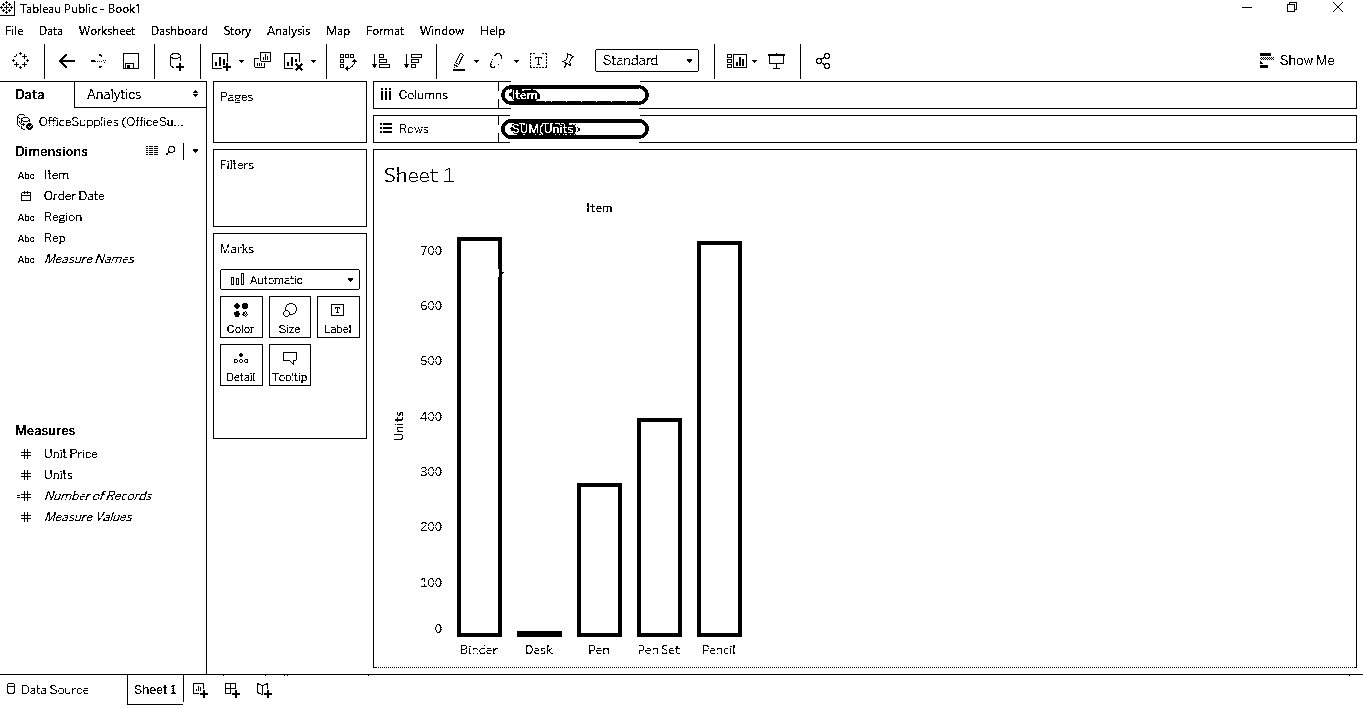 Tableau Public - Book1
File Data Worksheet Dashboard Story Analysis Map Format Window Help
Standard
Show Me
Data Analytics
OfficeSupplies (OfficeSu...
Dimensions
Abc Item
Order Date
Abc Region
Abc Rep
Abc Measure Names
Measures
# Unit Price
# Units
=# Number of Records
# Measure Values
Pages
Filters
Marks
Automatic
Color Size Label
Detail Tooltip
Columns Item
Rows SUM(Units)
Sheet 1
Item
Units
700
600
500
400
300
200
100
0
Binder Desk Pen Pen Set Pencil
Data Source Sheet 1